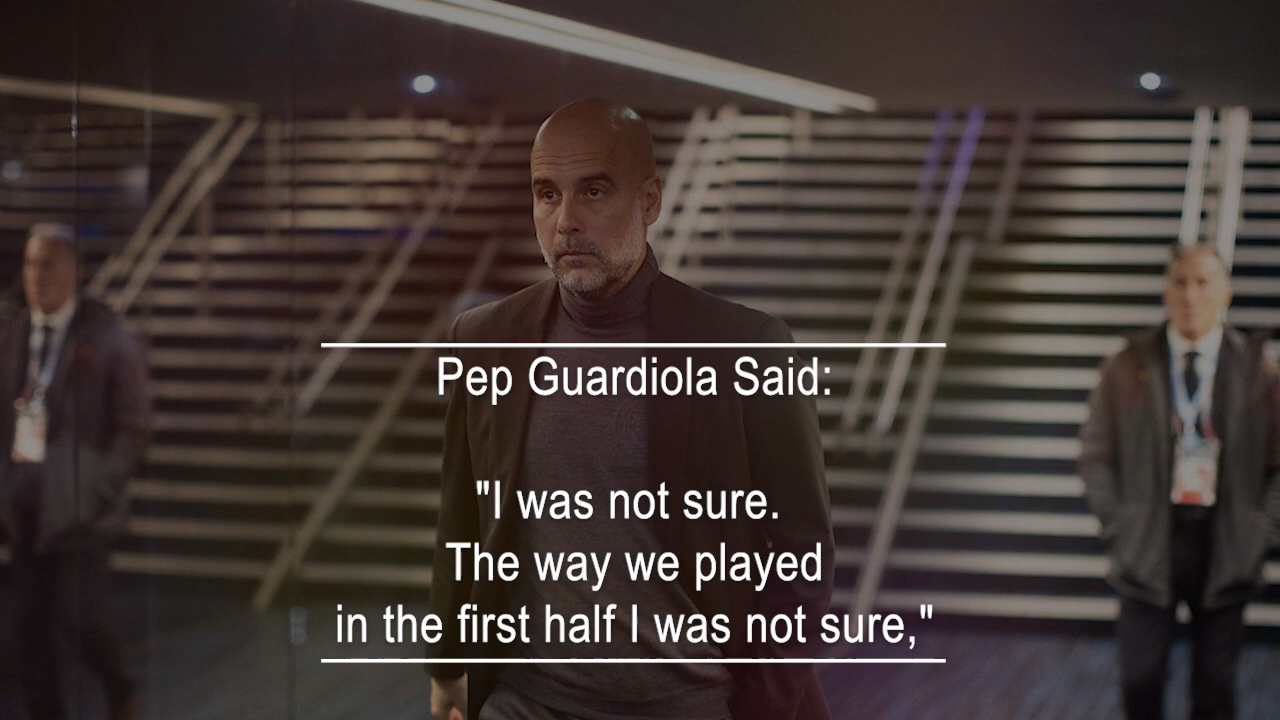 Pep Guardiola Said:
"I was not sure.
The way we played
in the first half I was not sure,"